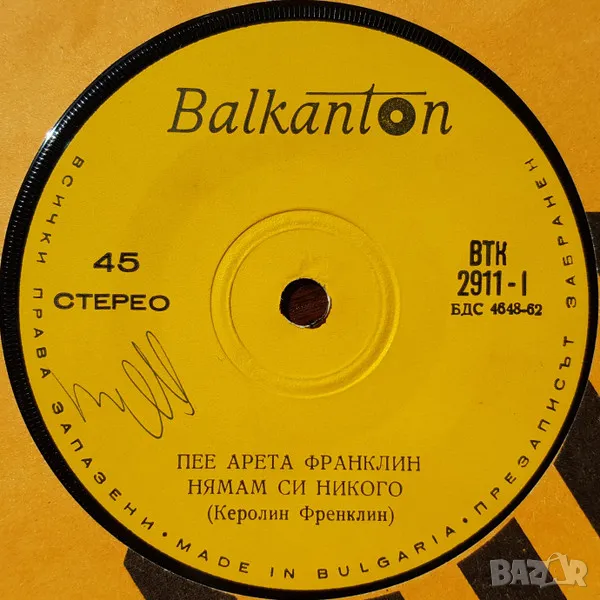 Balkanton
45
СТЕРЕО
ВТК
2911-I
БДС 4648-62
ПЕЕ АРЕТА ФРАНКЛИН
НЯМАМ СИ НИКОГО
(Керолин Френклин)
ВСИЧКИ ПРАВА ЗАПАЗЕНИ • MADE IN BULGARIA • ПРЕЗАПИСЪТ ЗАБРАНЕН
BAZAR